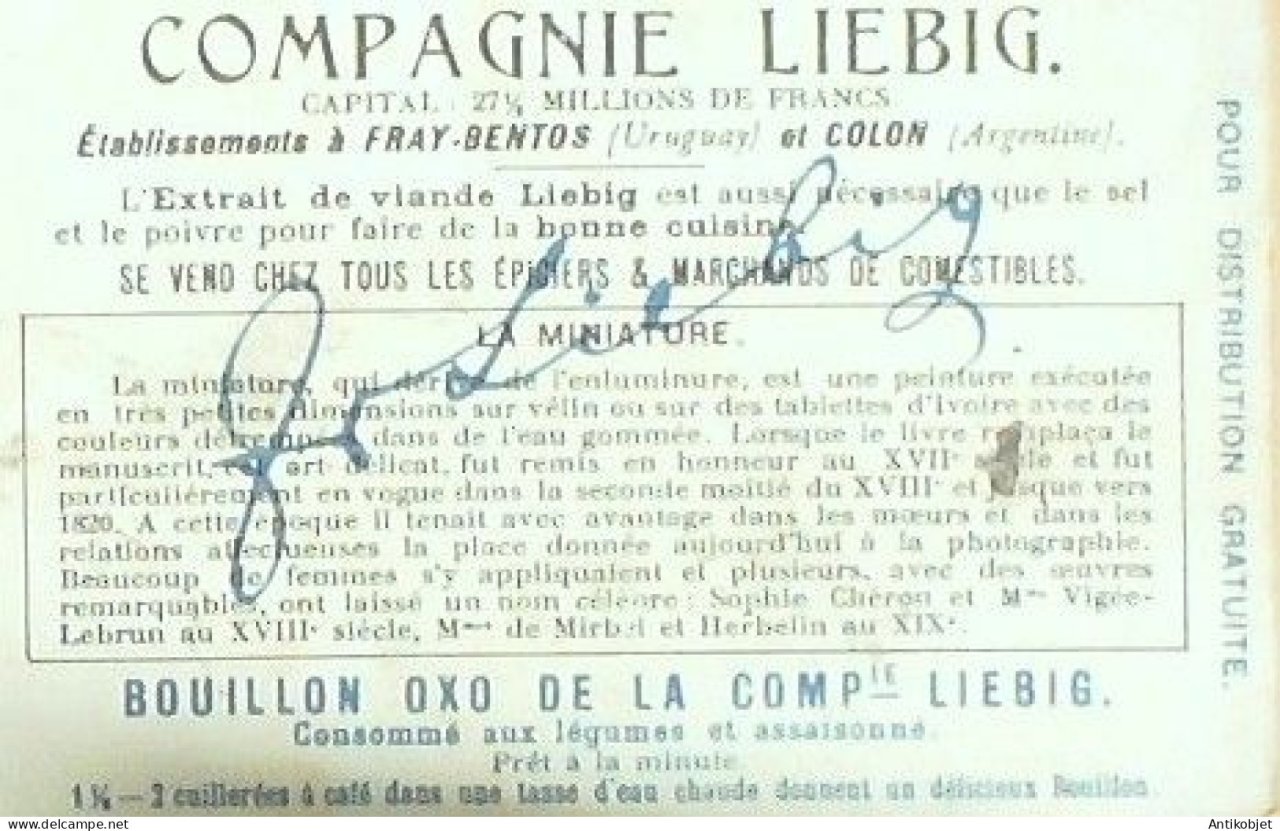 COMPAGNIE LIEBIG.
CAPITAL : 27¼ MILLIONS DE FRANCS
Établissements à FRAY-BENTOS (Uruguay) et COLON (Argentine).
L'Extrait de viande Liebig est aussi nécessaire que le sel
et le poivre pour faire de la bonne cuisine.
SE VEND CHEZ TOUS LES ÉPICIERS & MARCHANDS DE COMESTIBLES.
LA MINIATURE.
La miniature, qui dérive de l'enluminure, est une peinture exécutée
en très petites dimensions sur vélin ou sur des tablettes d'ivoire avec des
couleurs détrempées dans de l'eau gommée. Lorsque le livre remplaça le
manuscrit, cet art délicat, fut remis en honneur au XVIIe siècle et fut
particulièrement en vogue dans la seconde moitié du XVIIIe et jusque vers
1820. A cette époque il tenait avec avantage dans les mœurs et dans les
relations affectueuses la place donnée aujourd'hui à la photographie.
Beaucoup de femmes s'y appliquaient et plusieurs, avec des œuvres
remarquables, ont laissé un nom célèbre : Sophie Chéron et Mme Vigée-
Lebrun au XVIIIe siècle, Mmes de Mirbel et Herbelin au XIXe.
BOUILLON OXO DE LA COMPIE LIEBIG.
Consommé aux légumes et assaisonné.
Prêt à la minute.
1½ — 2 cuillerées à café dans une tasse d'eau chaude donnent un délicieux Bouillon.
POUR DISTRIBUTION GRATUITE.
Liebig
Antikobjet